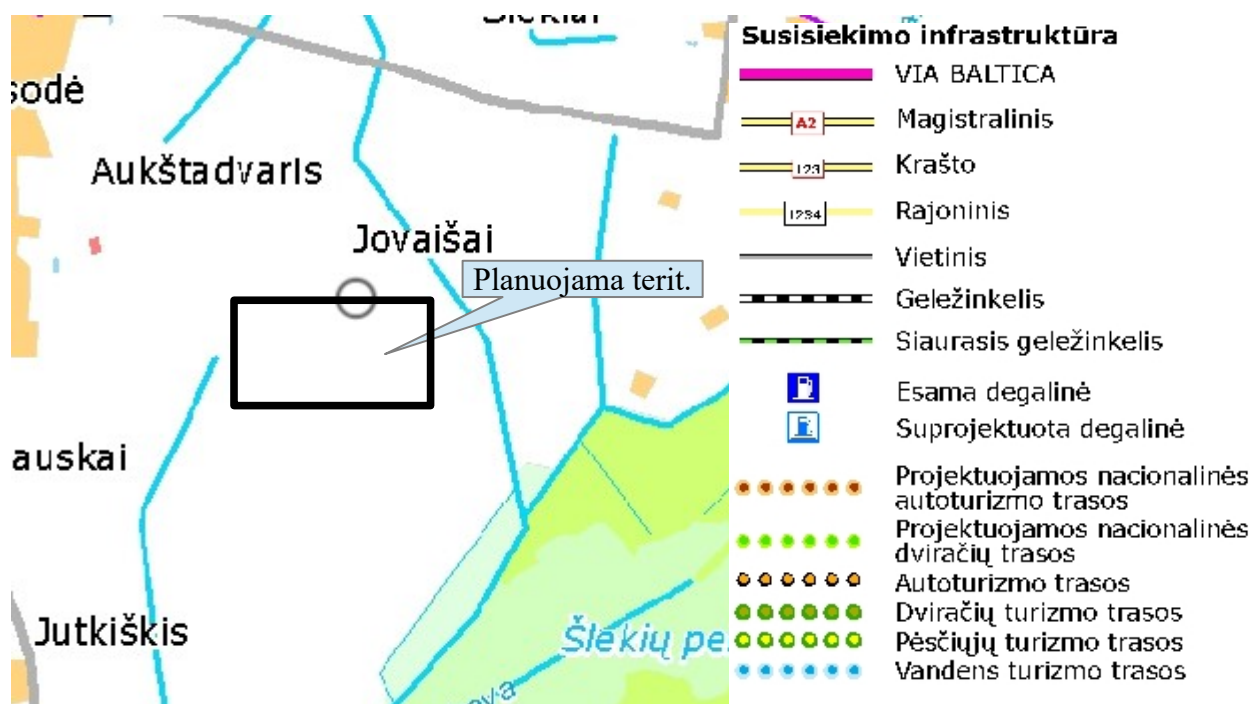 Šlekiai
sodė
Aukštadvaris
Jovaišai
Planuojama terit.
auskai
Jutkiškis
Šlekių pe
eva
Susisiekimo infrastruktūra
VIA BALTICA
A2
Magistralinis
123
Krašto
1234
Rajoninis
Vietinis
Geležinkelis
Siaurasis geležinkelis
Esama degalinė
Suprojektuota degalinė
Projektuojamos nacionalinės
autoturizmo trasos
Projektuojamos nacionalinės
dviračių trasos
Autoturizmo trasos
Dviračių turizmo trasos
Pėsčiųjų turizmo trasos
Vandens turizmo trasos